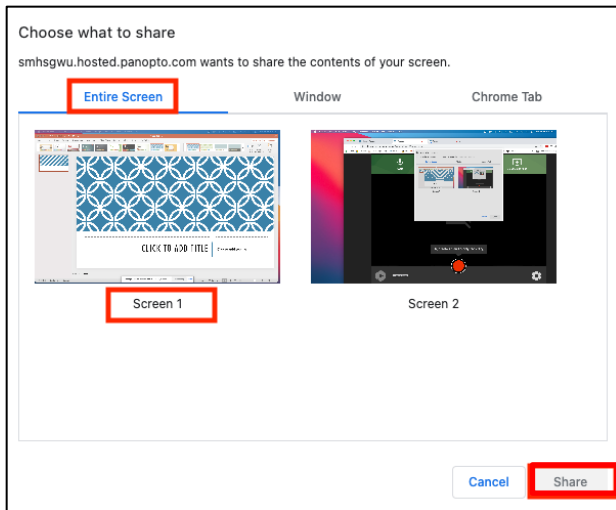 Choose what to share
smhsgwu.hosted.panopto.com wants to share the contents of your screen.
Entire Screen
Window
Chrome Tab
CLICK TO ADD TITLE
Screen 1
Screen 2
Cancel
Share